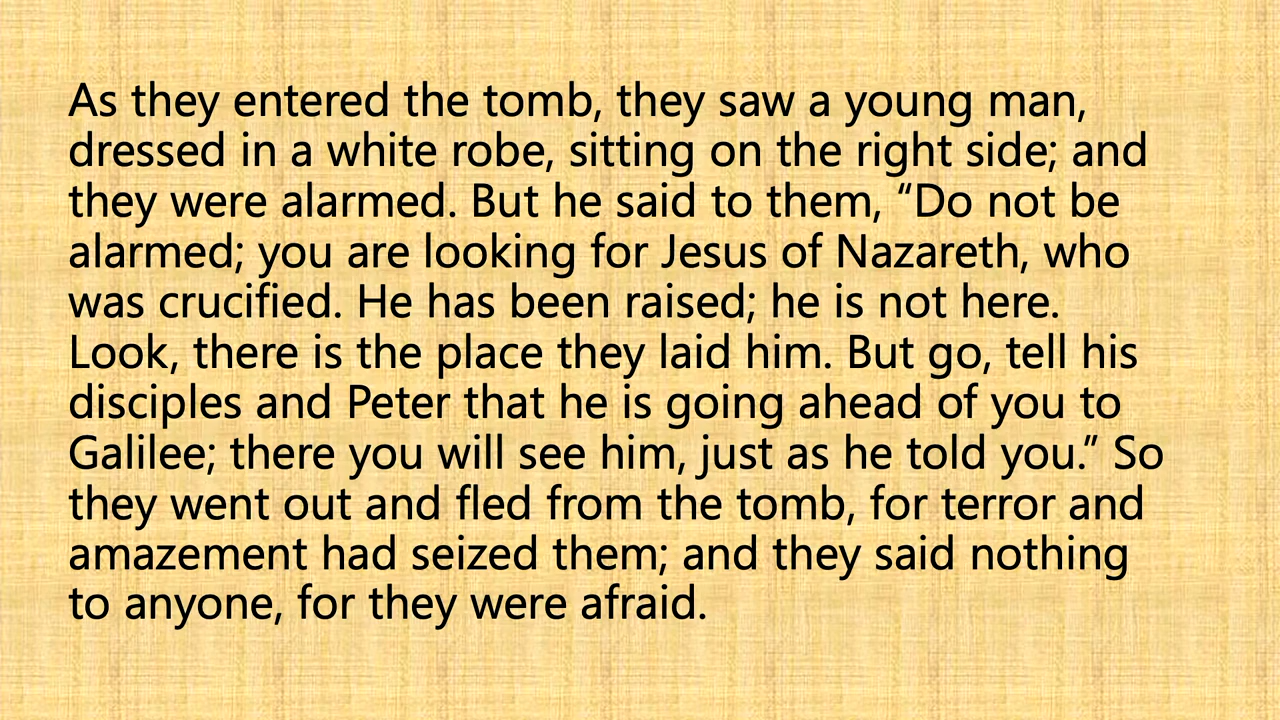 As they entered the tomb, they saw a young man,
dressed in a white robe, sitting on the right side; and
they were alarmed. But he said to them, “Do not be
alarmed; you are looking for Jesus of Nazareth, who
was crucified. He has been raised; he is not here.
Look, there is the place they laid him. But go, tell his
disciples and Peter that he is going ahead of you to
Galilee; there you will see him, just as he told you.” So
they went out and fled from the tomb, for terror and
amazement had seized them; and they said nothing
to anyone, for they were afraid.